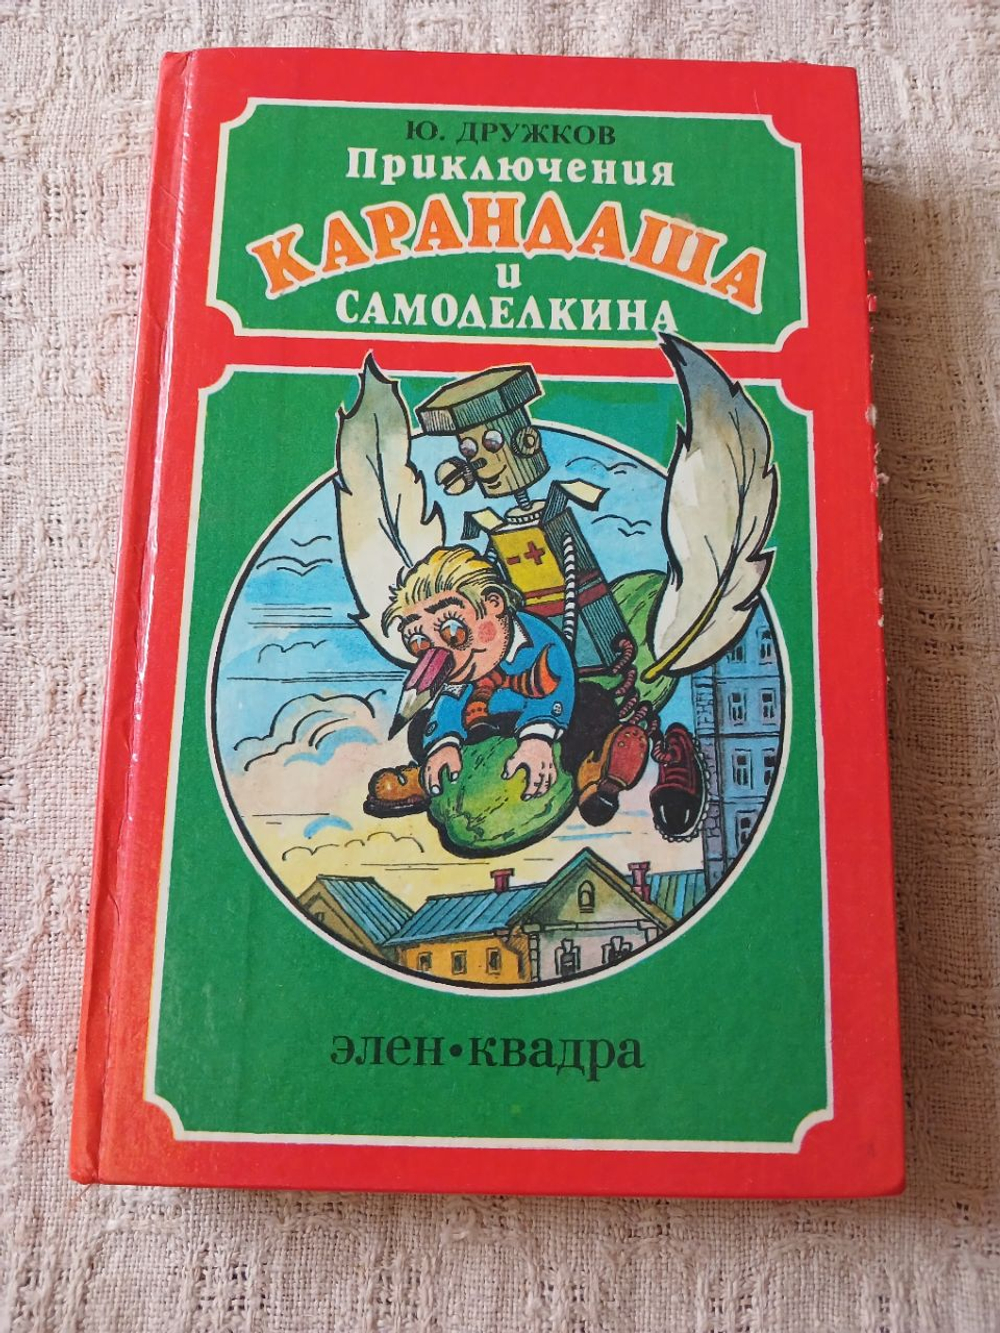 Ю. ДРУЖКОВ
Приключения
КАРАНДАША
и
САМОДЕЛКИНА
- +
элен•квадра